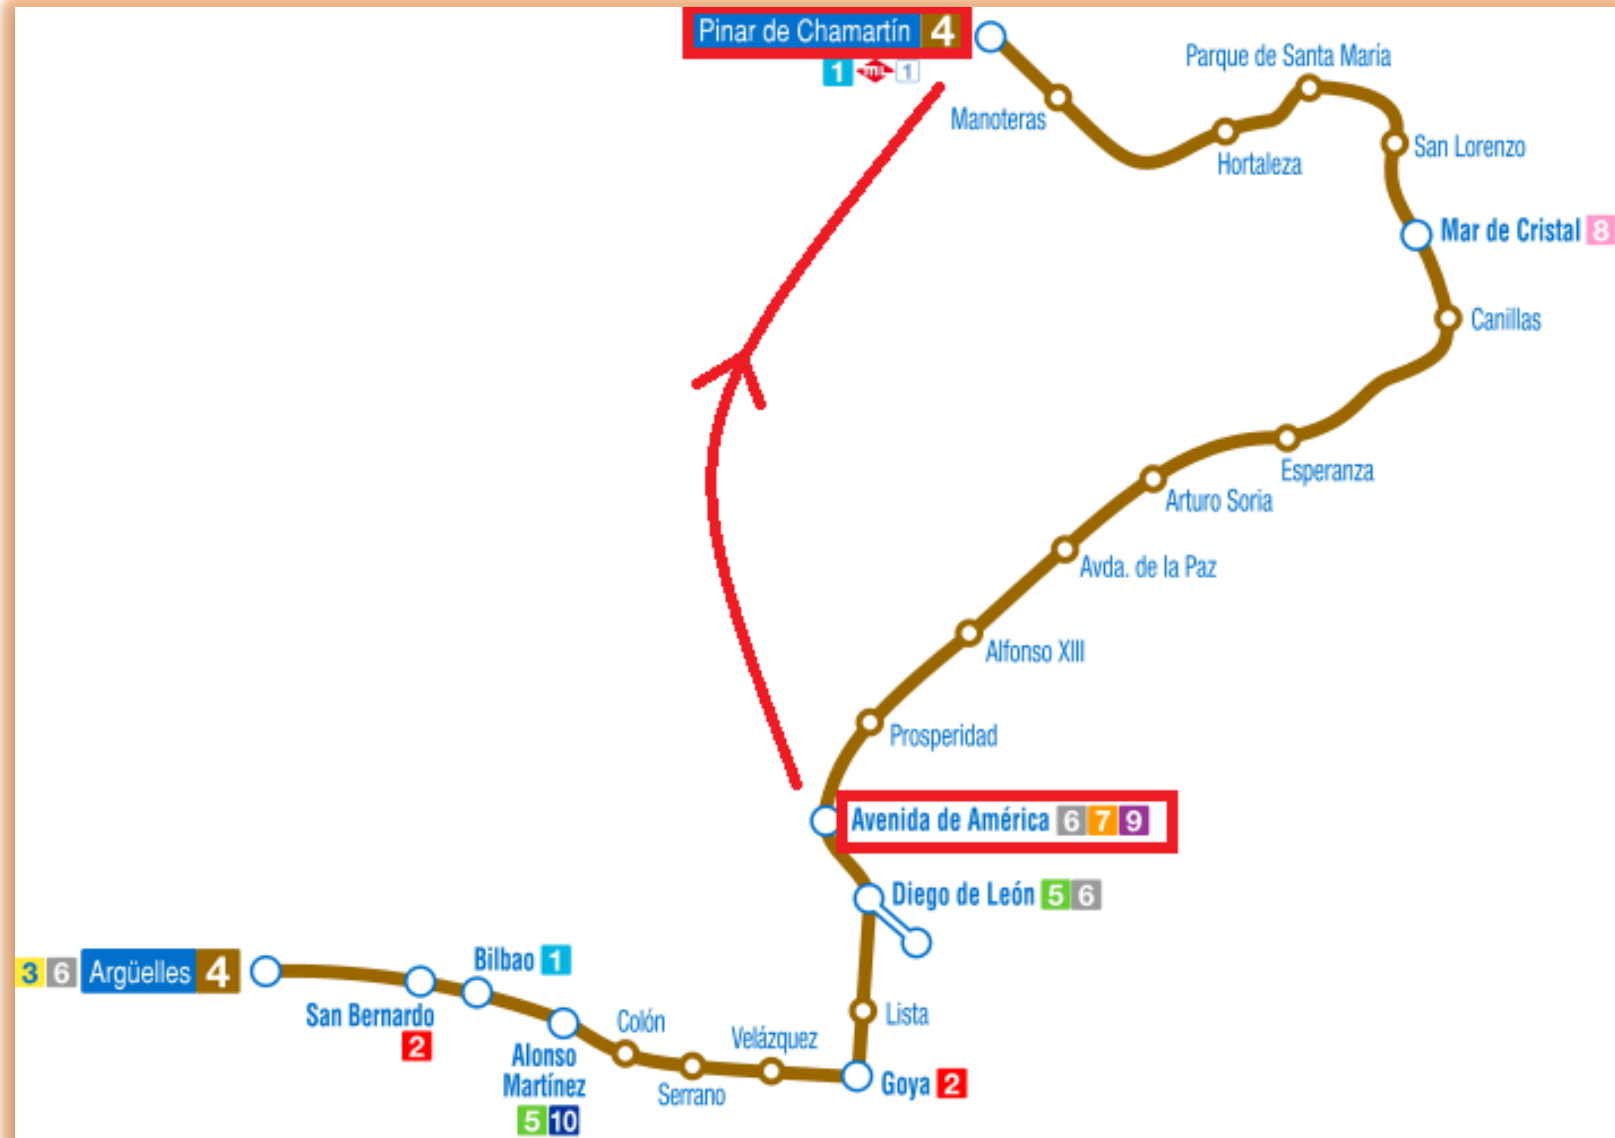 Pinar de Chamartín 4
1 ml 1
Parque de Santa María
Manoteras
San Lorenzo
Hortaleza
Mar de Cristal 8
Canillas
Esperanza
Arturo Soria
Avda. de la Paz
Alfonso XIII
Prosperidad
Avenida de América 6 7 9
Diego de León 5 6
3 6 Argüelles 4
Bilbao 1
San Bernardo
2
Lista
Colón
Velázquez
Alonso
Martínez
5 10
Serrano
Goya 2